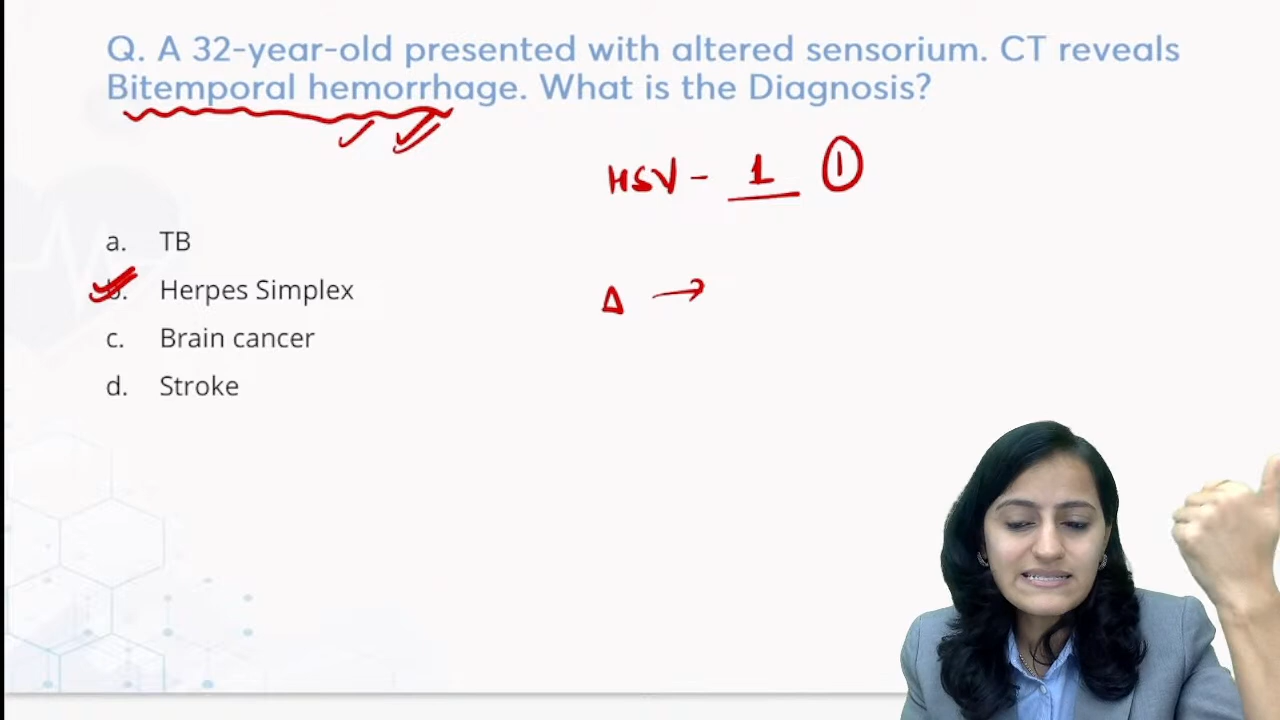 Q. A 32-year-old presented with altered sensorium. CT reveals
Bitemporal hemorrhage. What is the Diagnosis?
HSV - 1 ①
a. TB
b. Herpes Simplex
Δ →
c. Brain cancer
d. Stroke